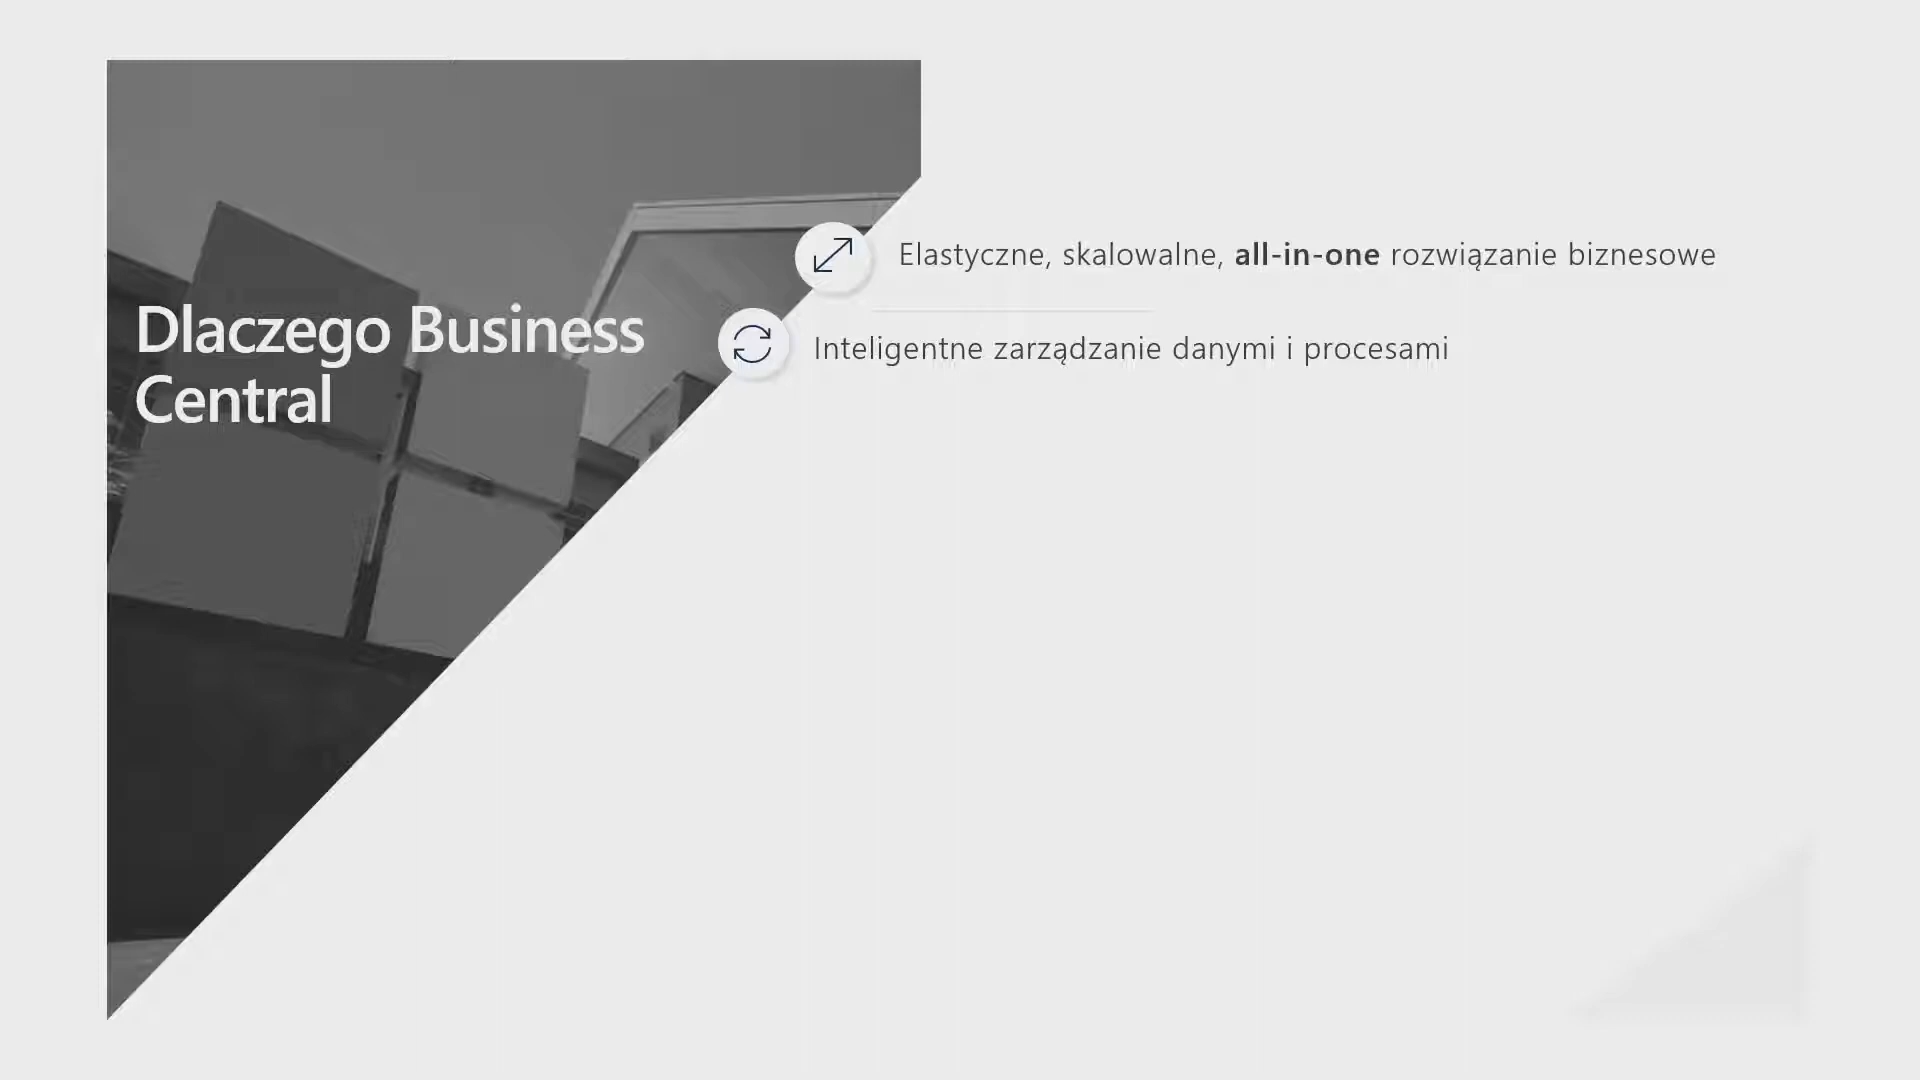 Dlaczego Business
Central
Elastyczne, skalowalne, all-in-one rozwiązanie biznesowe
Inteligentne zarządzanie danymi i procesami